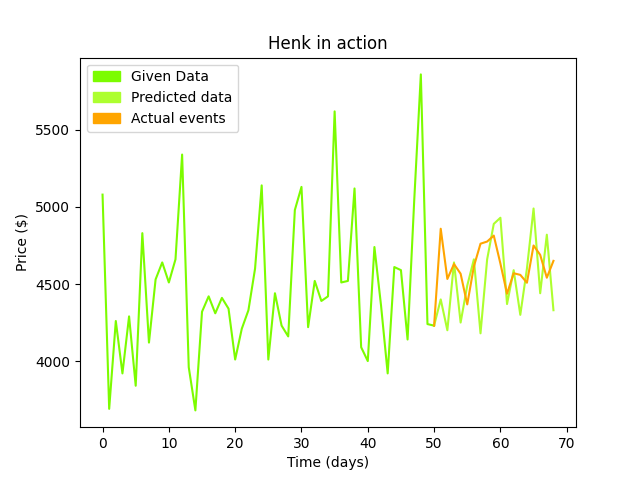 Henk in action
Given Data
Predicted data
Actual events
Price ($)
5500
5000
4500
4000
0 10 20 30 40 50 60 70
Time (days)